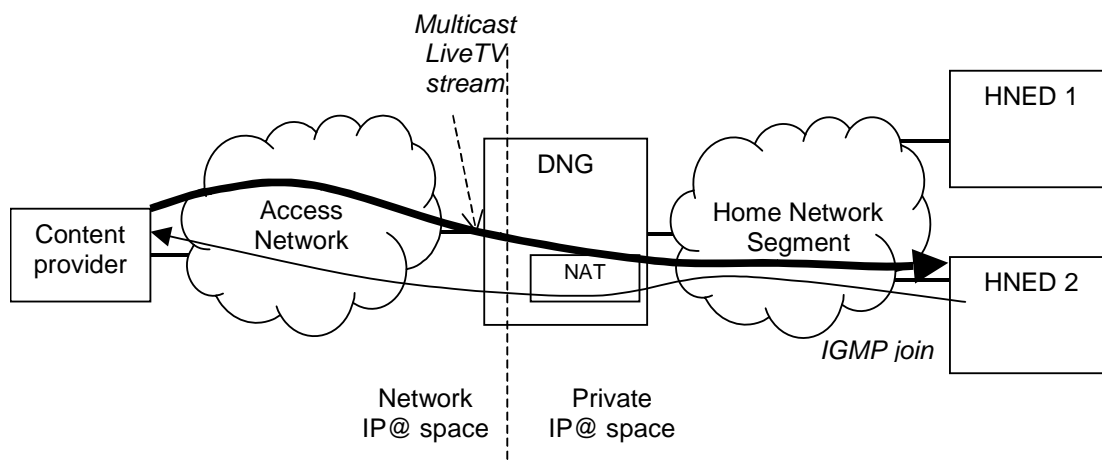 Multicast
LiveTV
stream
HNED 1
DNG
Access
Network
Home Network
Segment
Content
provider
NAT
HNED 2
IGMP join
Network
IP@ space
Private
IP@ space